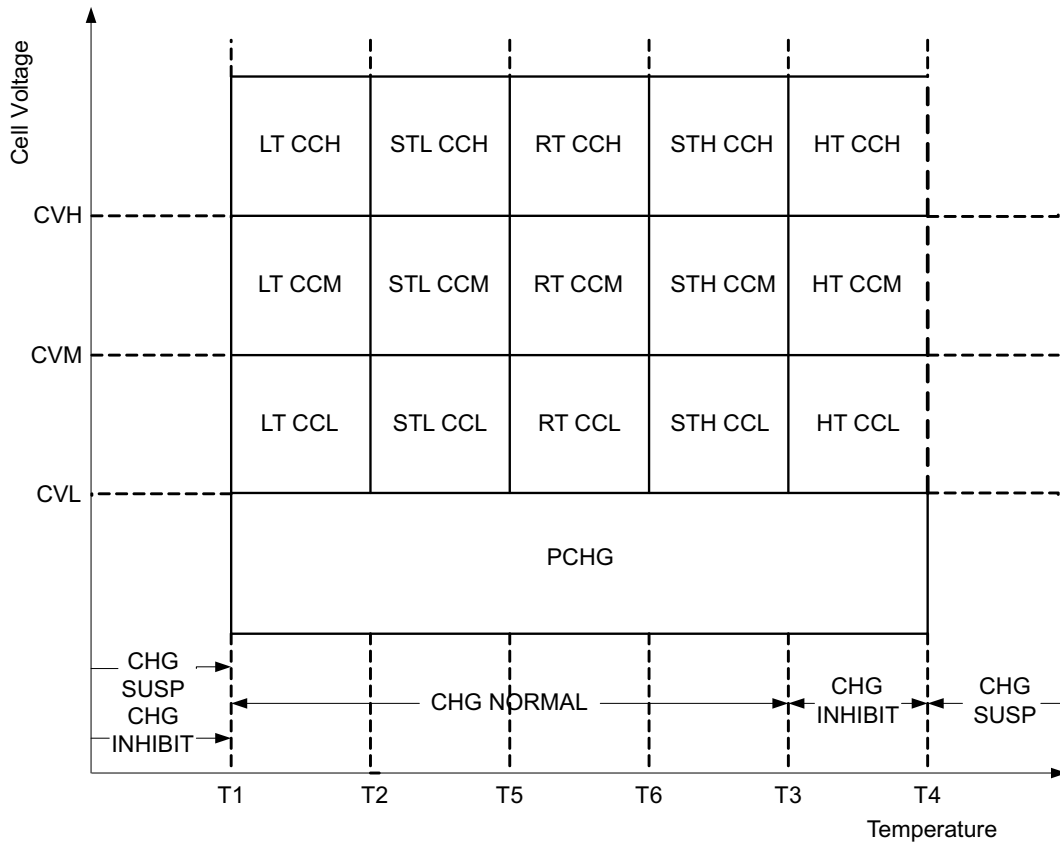 Cell Voltage
LT CCH STL CCH RT CCH STH CCH HT CCH
CVH
LT CCM STL CCM RT CCM STH CCM HT CCM
CVM
LT CCL STL CCL RT CCL STH CCL HT CCL
CVL
PCHG
CHG
SUSP
CHG
INHIBIT
CHG NORMAL
CHG
INHIBIT
CHG
SUSP
T1 T2 T5 T6 T3 T4
Temperature